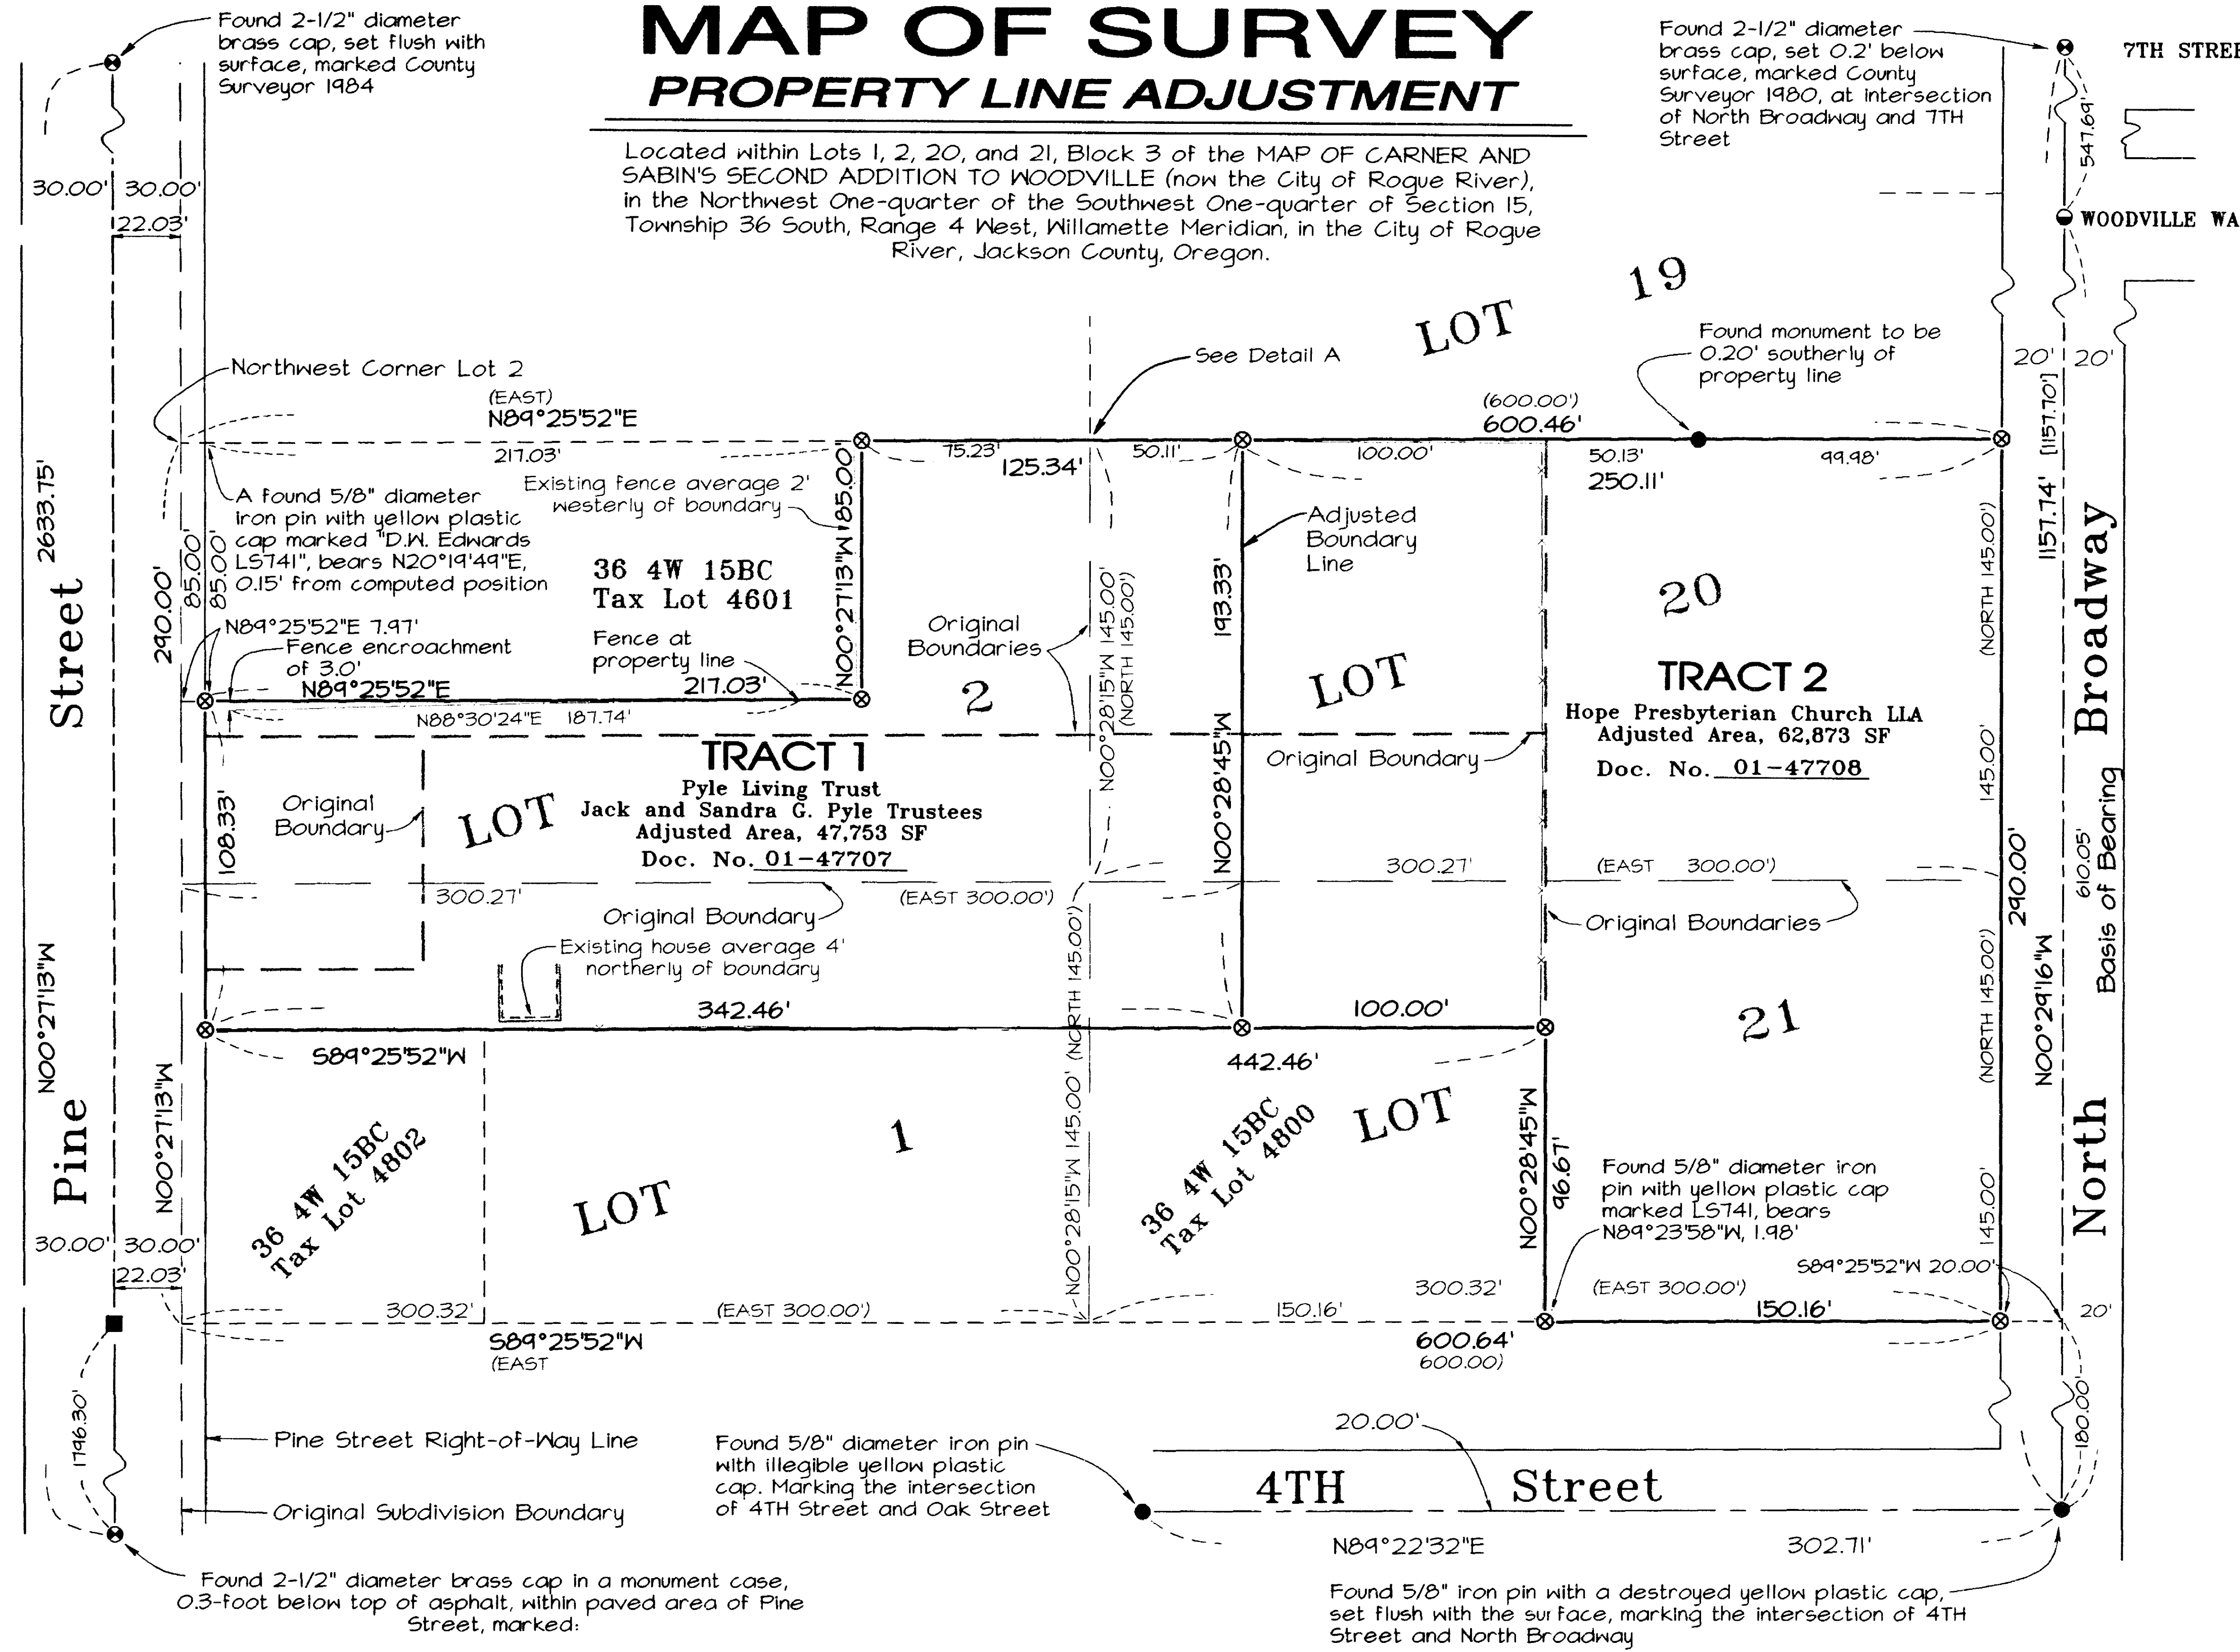 MAP OF SURVEY
PROPERTY LINE ADJUSTMENT
Located within Lots 1, 2, 20, and 21, Block 3 of the MAP OF CARNER AND
SABIN'S SECOND ADDITION TO WOODVILLE (now the City of Rogue River),
in the Northwest One-quarter of the Southwest One-quarter of Section 15,
Township 36 South, Range 4 West, Willamette Meridian, in the City of Rogue
River, Jackson County, Oregon.
Found 2-1/2" diameter
brass cap, set flush with
surface, marked County
Surveyor 1984
Found 2-1/2" diameter
brass cap, set 0.2' below
surface, marked County
Surveyor 1980, at intersection
of North Broadway and 7TH
Street
7TH STREE
547.69'
WOODVILLE WA
30.00' 30.00'
22.03'
LOT 19
Found monument to be
0.20' southerly of
property line
20' 20'
[1157.70']
1157.74'
See Detail A
Northwest Corner Lot 2
(EAST)
N89°25'52"E
217.03'
(600.00')
600.46'
75.23'
125.34'
50.11'
100.00'
50.13'
250.11'
99.98'
A found 5/8" diameter
iron pin with yellow plastic
cap marked "D.W. Edwards
LS741", bears N20°19'49"E,
0.15' from computed position
Existing fence average 2'
westerly of boundary
N00°27'13"W 85.00'
36 4W 15BC
Tax Lot 4601
Adjusted
Boundary
Line
193.33'
N00°28'45"W
2633.75'
Street
290.00'
85.00'
85.00'
N89°25'52"E 7.97'
Fence encroachment
of 3.0'
Fence at
property line
N89°25'52"E
217.03'
N88°30'24"E 187.74'
Original
Boundaries
2
N00°28'15"W 145.00'
(NORTH 145.00')
LOT
20
(NORTH 145.00')
145.00'
TRACT 2
Hope Presbyterian Church LLA
Adjusted Area, 62,873 SF
Doc. No. 01-47708
Original Boundary
TRACT 1
Pyle Living Trust
Jack and Sandra G. Pyle Trustees
Adjusted Area, 47,753 SF
Doc. No. 01-47707
LOT
Original
Boundary
108.33'
300.27'
(EAST 300.00')
Original Boundary
300.27'
(EAST 300.00')
Original Boundaries
290.00'
610.05'
Basis of Bearing
Broadway
N00°29'16"W
North
Existing house average 4'
northerly of boundary
342.46'
S89°25'52"W
100.00'
442.46'
21
(NORTH 145.00')
145.00'
N00°27'13"W
Pine
N00°27'13"W
36 4W 15BC
Tax Lot 4802
LOT
1
N00°28'15"W 145.00' (NORTH 145.00')
36 4W 15BC
Tax Lot 4800
LOT
N00°28'45"W
96.67'
Found 5/8" diameter iron
pin with yellow plastic cap
marked LS741, bears
N89°23'58"W, 1.98'
S89°25'52"W 20.00'
30.00' 30.00'
22.03'
300.32'
(EAST 300.00')
S89°25'52"W
(EAST
150.16'
300.32'
(EAST 300.00')
150.16'
20'
600.64'
600.00)
1796.30'
180.00'
Pine Street Right-of-Way Line
Original Subdivision Boundary
Found 5/8" diameter iron pin
with illegible yellow plastic
cap. Marking the intersection
of 4TH Street and Oak Street
20.00'
4TH Street
N89°22'32"E
302.71'
Found 2-1/2" diameter brass cap in a monument case,
0.3-foot below top of asphalt, within paved area of Pine
Street, marked:
Found 5/8" iron pin with a destroyed yellow plastic cap,
set flush with the surface, marking the intersection of 4TH
Street and North Broadway